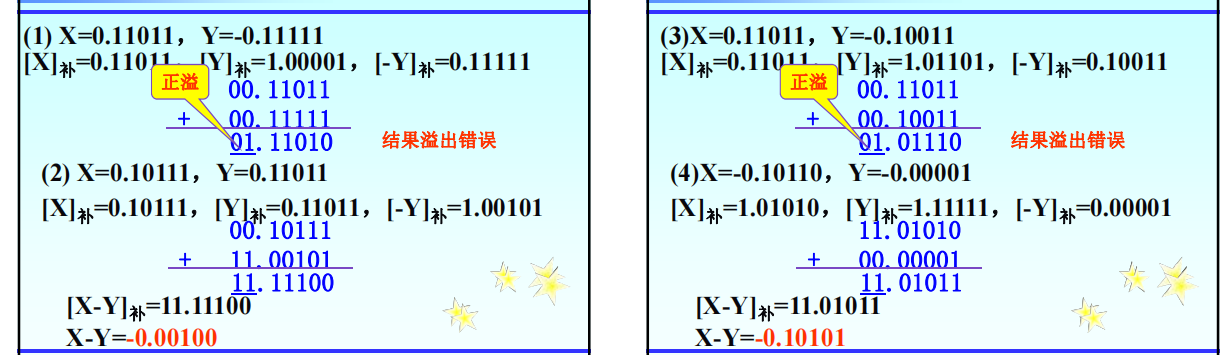 (1) X=0.11011，Y=-0.11111
[X]补=0.11011，[Y]补=1.00001，[-Y]补=0.11111
正溢
00.11011
+ 00.11111
01.11010
结果溢出错误
(2) X=0.10111，Y=0.11011
[X]补=0.10111，[Y]补=0.11011，[-Y]补=1.00101
00.10111
+ 11.00101
11.11100
[X-Y]补=11.11100
X-Y=-0.00100
(3)X=0.11011，Y=-0.10011
[X]补=0.11011，[Y]补=1.01101，[-Y]补=0.10011
正溢
00.11011
+ 00.10011
01.01110
结果溢出错误
(4)X=-0.10110，Y=-0.00001
[X]补=1.01010，[Y]补=1.11111，[-Y]补=0.00001
11.01010
+ 00.00001
11.01011
[X-Y]补=11.01011
X-Y=-0.10101